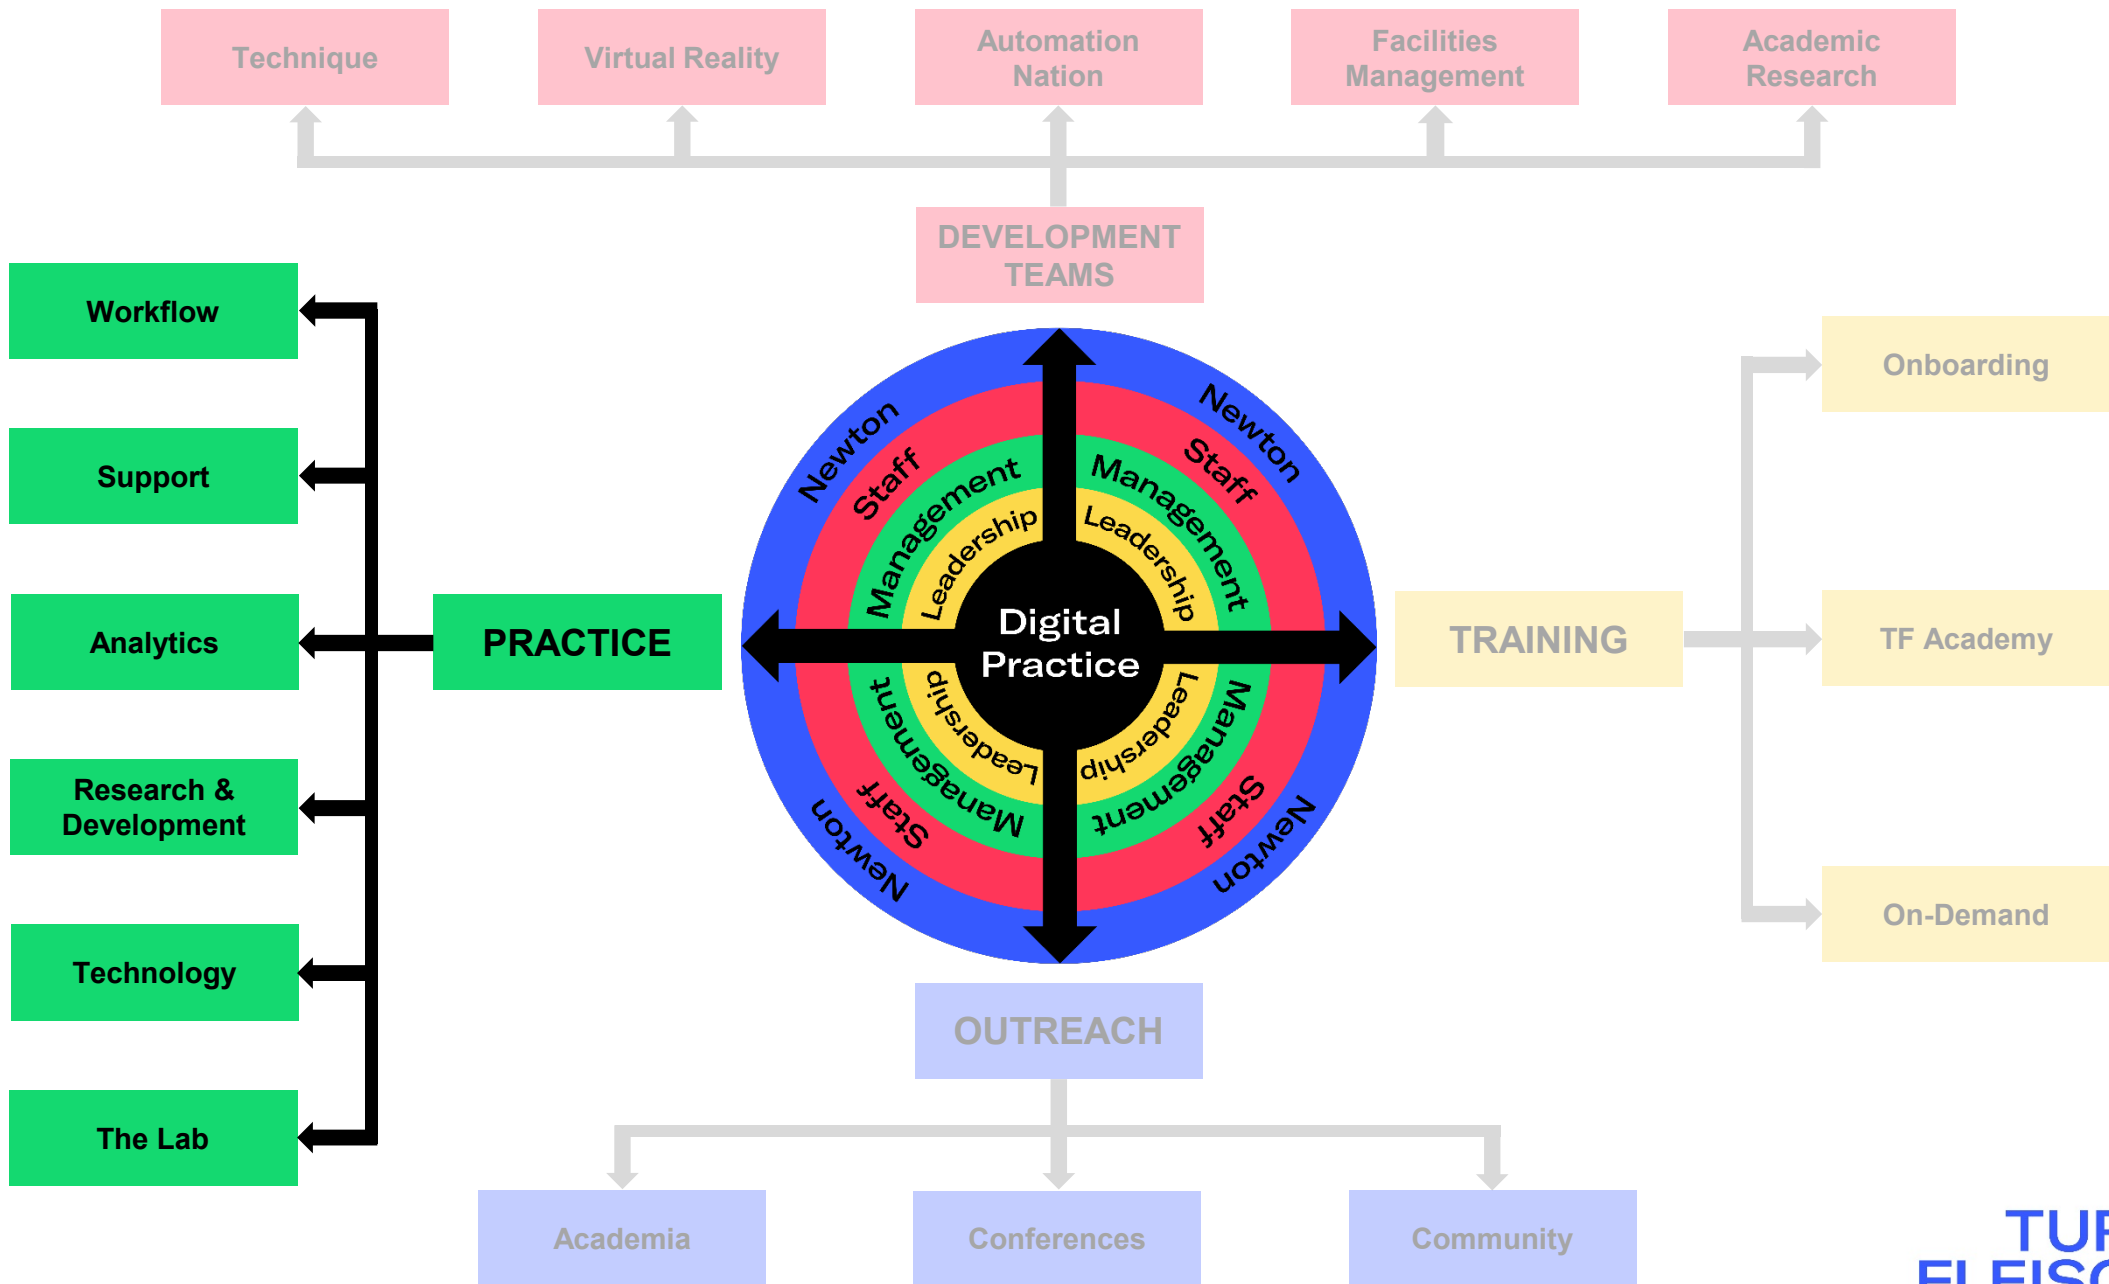 Technique
Virtual Reality
Automation
Nation
Facilities
Management
Academic
Research
DEVELOPMENT
TEAMS
Workflow
Support
Analytics
Research &
Development
Technology
The Lab
PRACTICE
Newton
Staff
Management
Leadership
Newton
Staff
Management
Leadership
Digital
Practice
Leadership
Management
Staff
Newton
Leadership
Management
Staff
Newton
TRAINING
Onboarding
TF Academy
On-Demand
OUTREACH
Academia
Conferences
Community